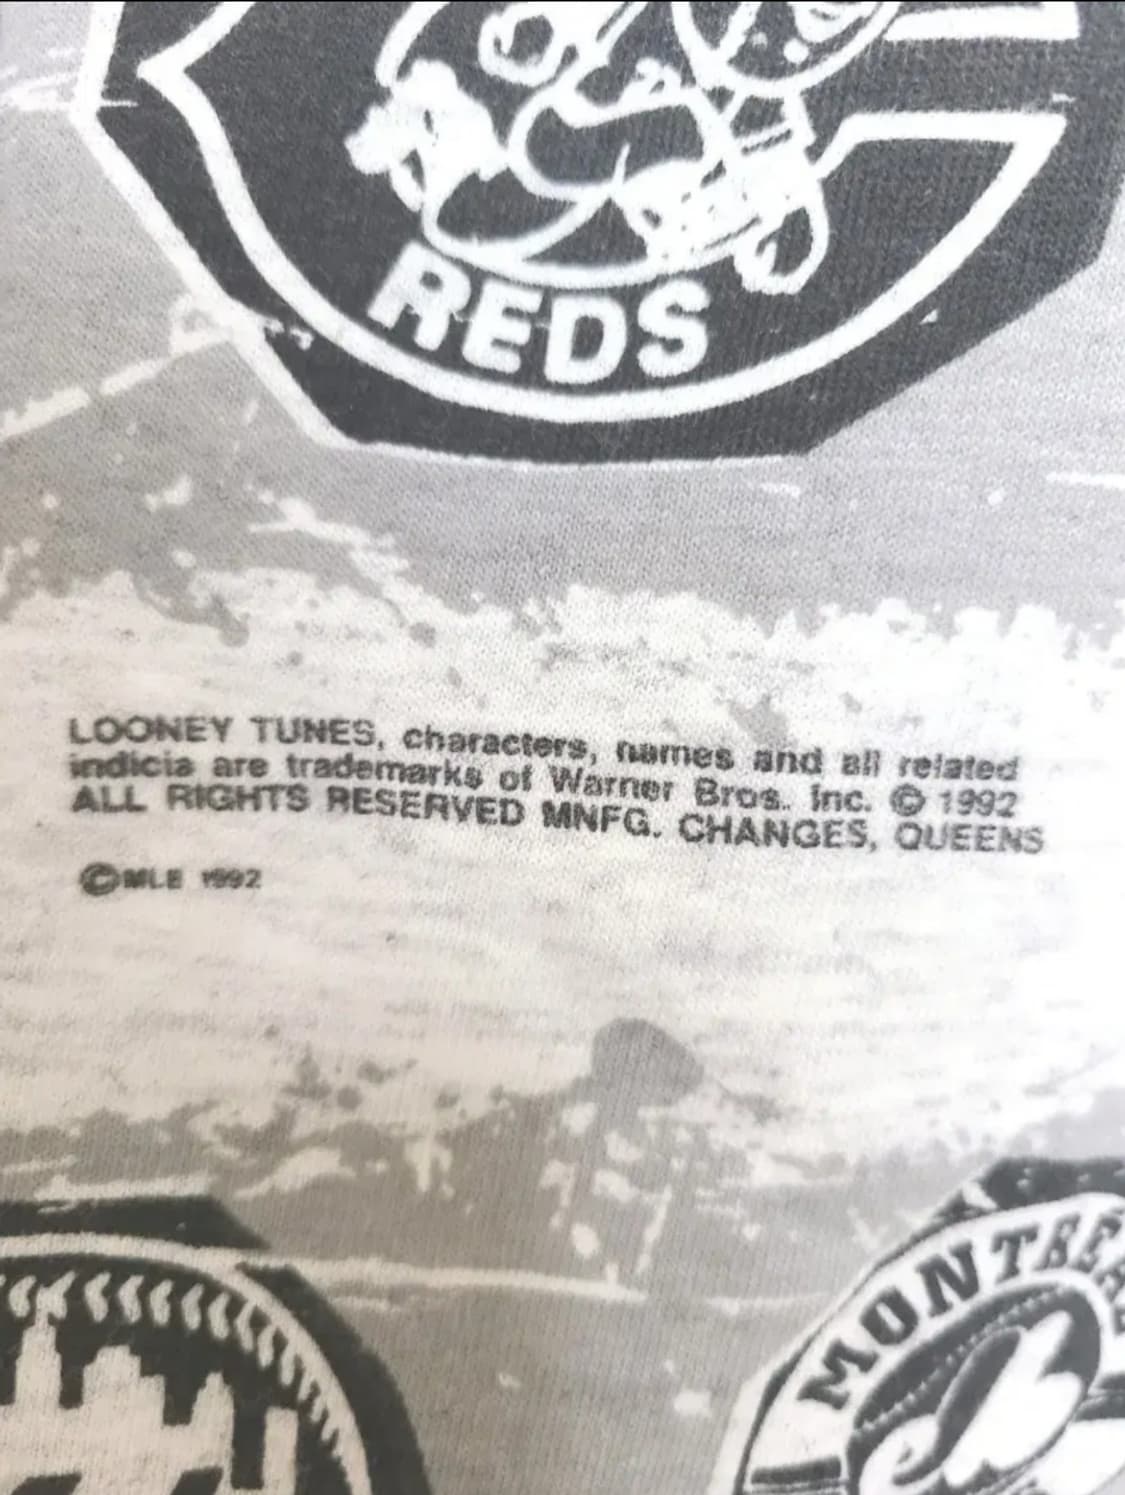 REDS
LOONEY TUNES, characters, names and all related
indicia are trademarks of Warner Bros. Inc. © 1992
ALL RIGHTS RESERVED MNFG. CHANGES, QUEENS
©MLB 1992
MONTREAL